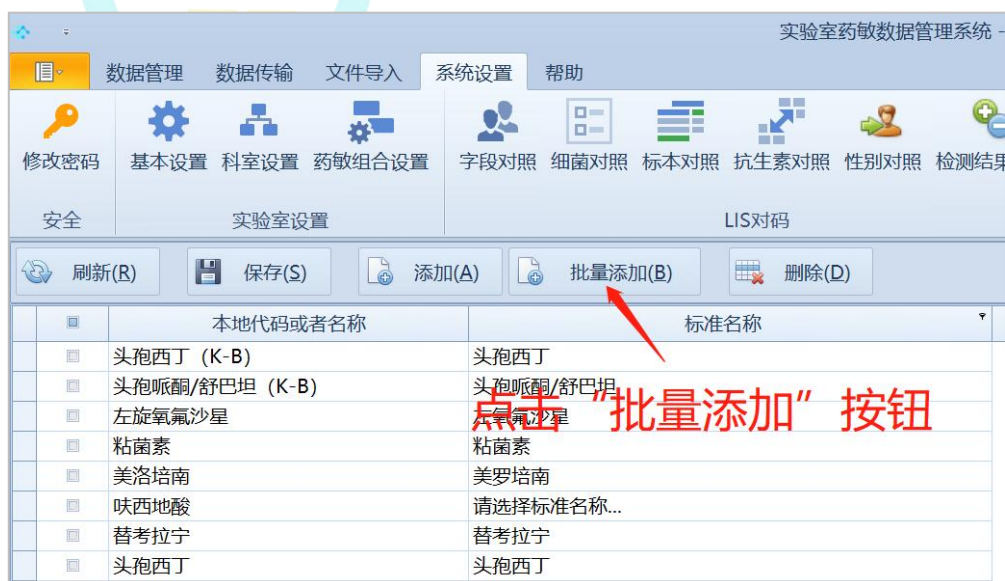 实验室药敏数据管理系统 -
数据管理 数据传输 文件导入 系统设置 帮助
修改密码 基本设置 科室设置 药敏组合设置 字段对照 细菌对照 标本对照 抗生素对照 性别对照 检测结果
安全 实验室设置 LIS对码
刷新(R) 保存(S) 添加(A) 批量添加(B) 删除(D)
本地代码或者名称 标准名称
头孢西丁（K-B） 头孢西丁
头孢哌酮/舒巴坦（K-B） 头孢哌酮/舒巴坦
左旋氧氟沙星 左氧氟沙星
点击“批量添加”按钮
粘菌素 粘菌素
美洛培南 美罗培南
呋西地酸 请选择标准名称...
替考拉宁 替考拉宁
头孢西丁 头孢西丁